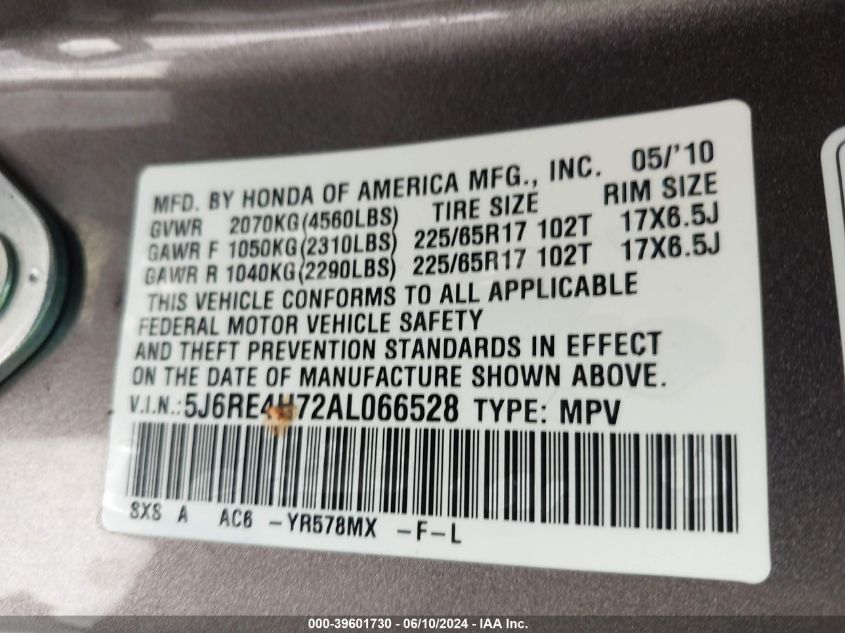 MFD. BY HONDA OF AMERICA MFG., INC. 05/'10
GVWR 2070KG(4560LBS) TIRE SIZE RIM SIZE
GAWR F 1050KG(2310LBS) 225/65R17 102T 17X6.5J
GAWR R 1040KG(2290LBS) 225/65R17 102T 17X6.5J
THIS VEHICLE CONFORMS TO ALL APPLICABLE
FEDERAL MOTOR VEHICLE SAFETY
AND THEFT PREVENTION STANDARDS IN EFFECT
ON THE DATE OF MANUFACTURE SHOWN ABOVE.
V.I.N.:5J6RE4H72AL066528 TYPE: MPV
SXS A AC6 -YR578MX -F-L
000-39601730 - 06/10/2024 - IAA Inc.